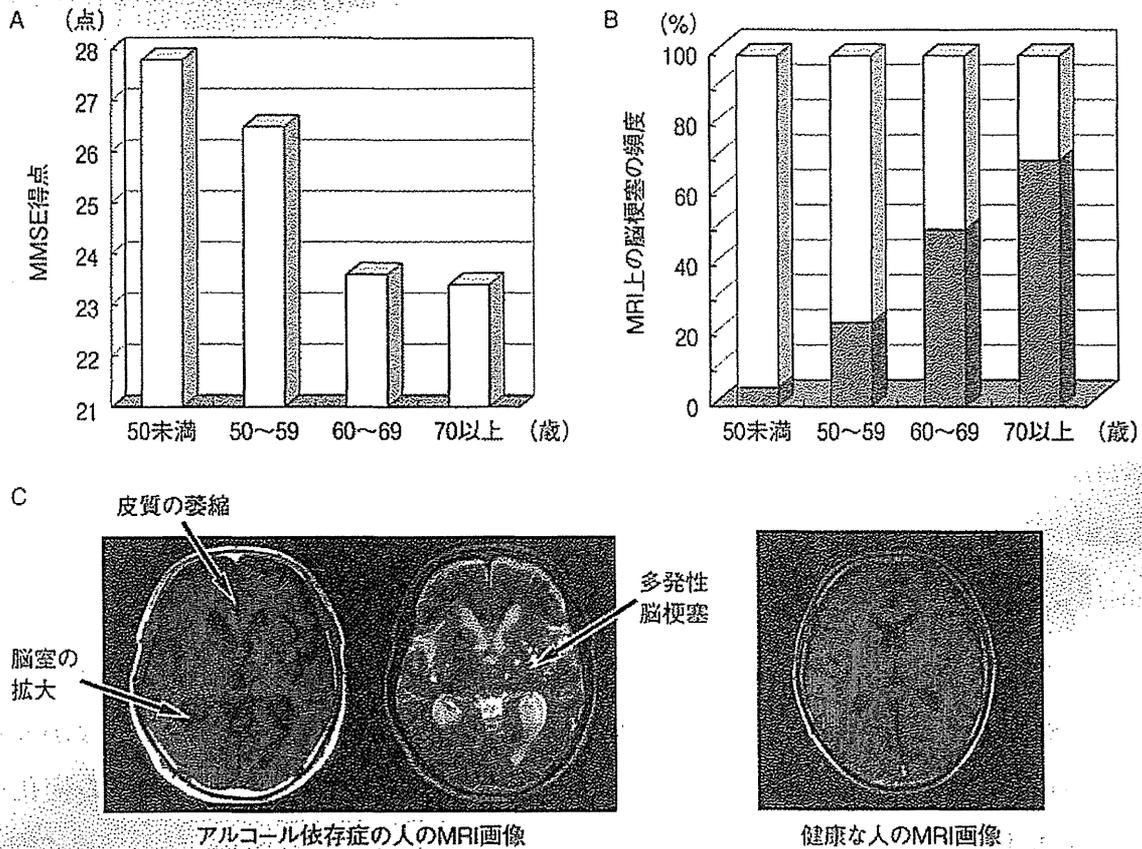 A (点)
28
27
26
25
24
23
22
21
MMSE得点
50未満 50〜59 60〜69 70以上 (歳)
B (%)
100
80
60
40
20
0
MRI上の脳梗塞の頻度
50未満 50〜59 60〜69 70以上 (歳)
C
皮質の萎縮
脳室の
拡大
多発性
脳梗塞
アルコール依存症の人のMRI画像
健康な人のMRI画像